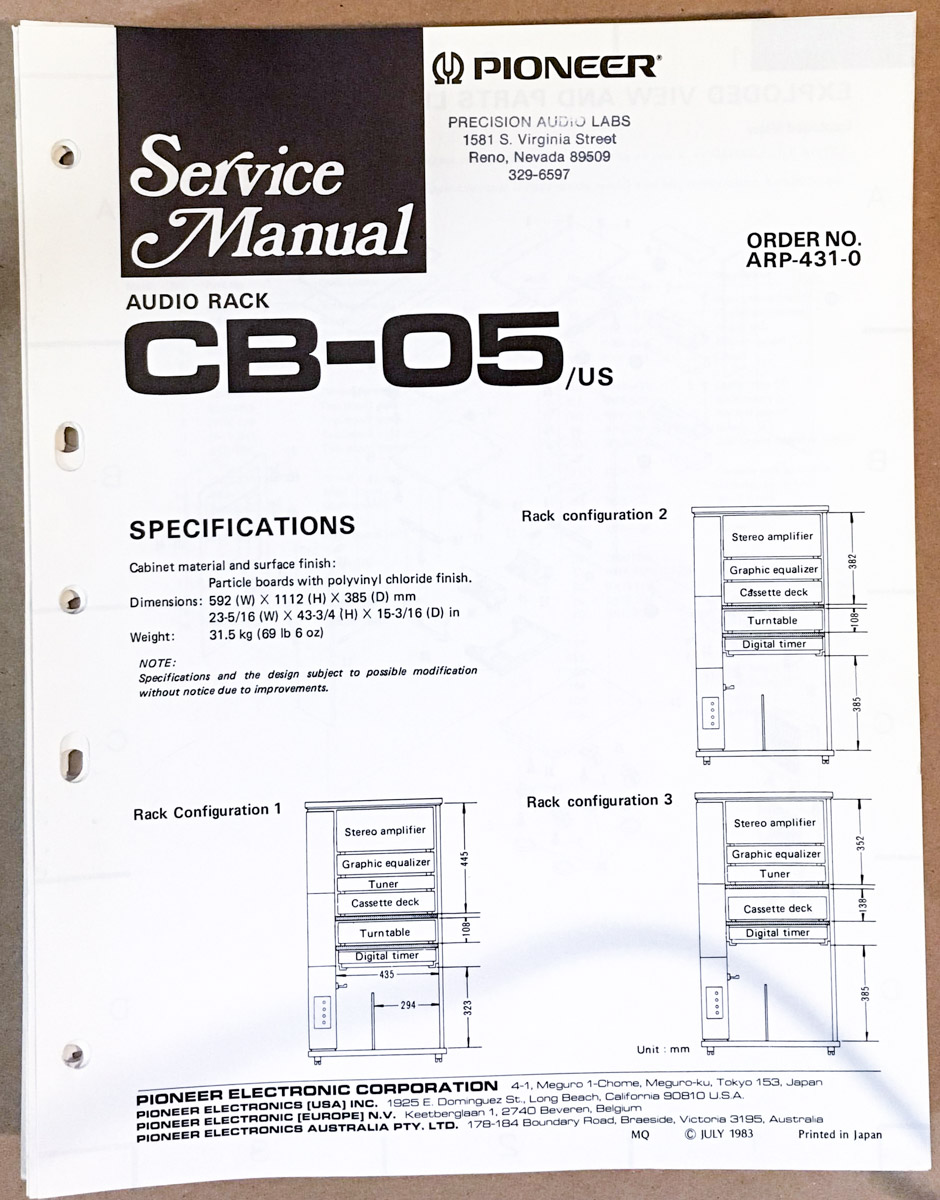 Service
Manual
PIONEER®
PRECISION AUDIO LABS
1581 S. Virginia Street
Reno, Nevada 89509
329-6597
ORDER NO.
ARP-431-0
AUDIO RACK
CB-05/US
SPECIFICATIONS
Cabinet material and surface finish:
Particle boards with polyvinyl chloride finish.
Dimensions: 592 (W) X 1112 (H) X 385 (D) mm
23-5/16 (W) X 43-3/4 (H) X 15-3/16 (D) in
Weight: 31.5 kg (69 lb 6 oz)
NOTE:
Specifications and the design subject to possible modification
without notice due to improvements.
Rack configuration 2
Stereo amplifier
Graphic equalizer
Cassette deck
Turntable
Digital timer
382
108
385
Rack Configuration 1
Stereo amplifier
Graphic equalizer
Tuner
Cassette deck
Turntable
Digital timer
445
108
435
294
323
Rack configuration 3
Stereo amplifier
Graphic equalizer
Tuner
Cassette deck
Digital timer
352
138
385
Unit : mm
PIONEER ELECTRONIC CORPORATION 4-1, Meguro 1-Chome, Meguro-ku, Tokyo 153, Japan
PIONEER ELECTRONICS [USA] INC. 1925 E. Dominguez St., Long Beach, California 90810 U.S.A.
PIONEER ELECTRONIC [EUROPE] N.V. Keetberglaan 1, 2740 Beveren, Belgium
PIONEER ELECTRONICS AUSTRALIA PTY. LTD. 178-184 Boundary Road, Braeside, Victoria 3195, Australia
MQ © JULY 1983 Printed in Japan